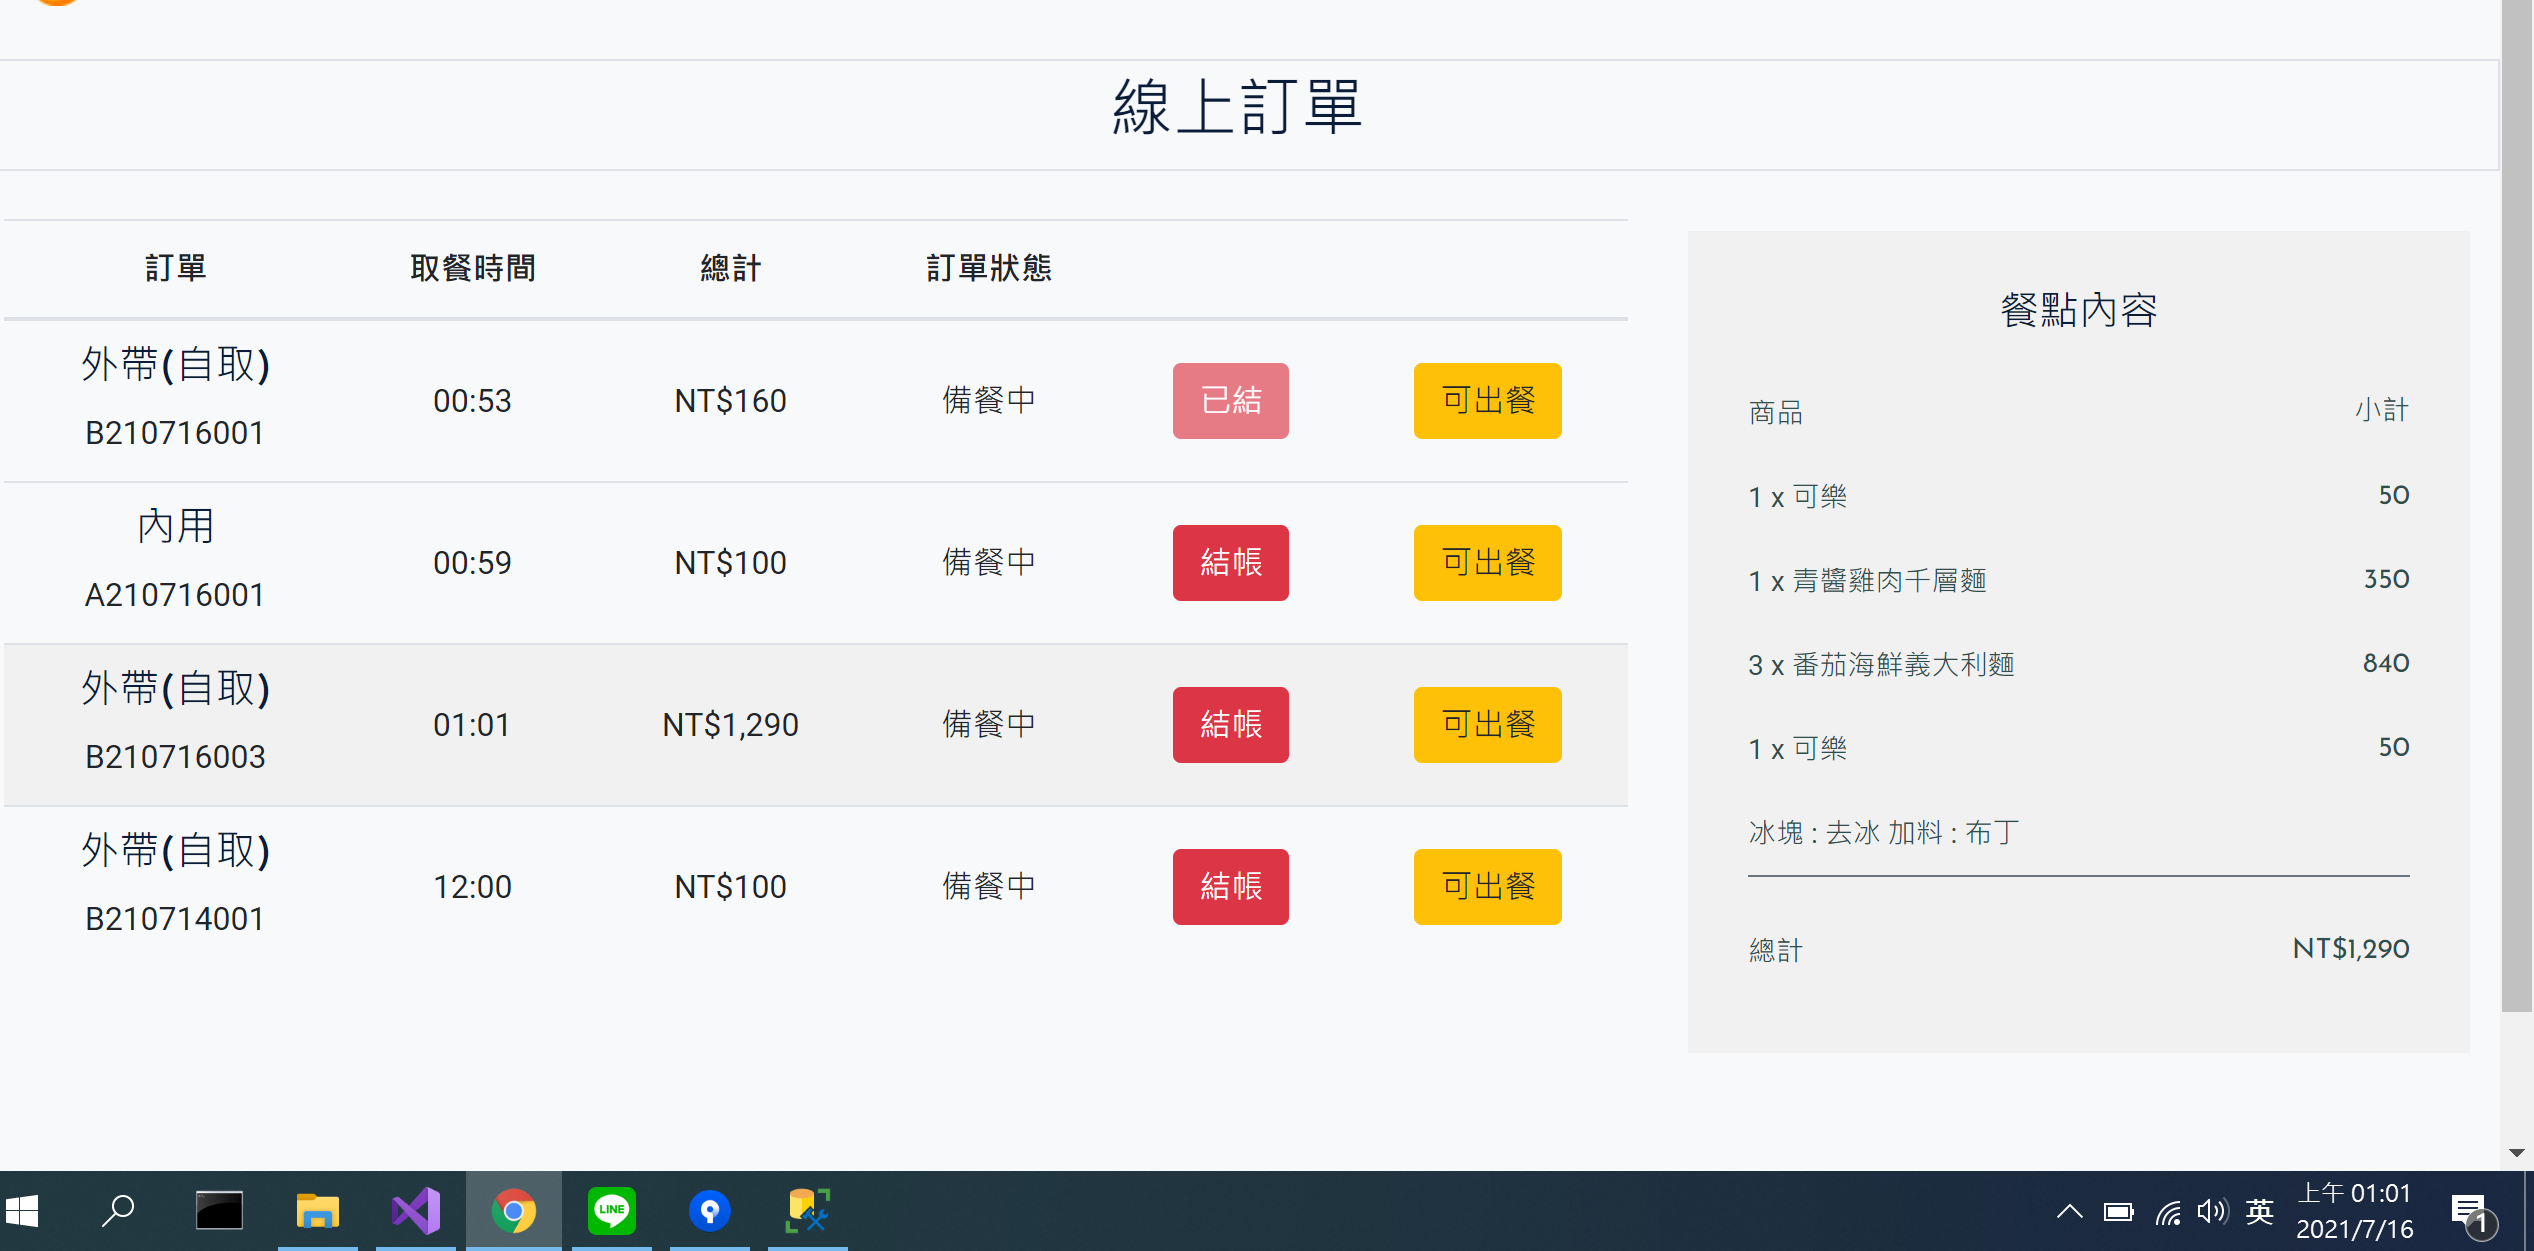 線上訂單
訂單 取餐時間 總計 訂單狀態
外帶(自取)
B210716001
00:53 NT$160 備餐中 已結 可出餐
內用
A210716001
00:59 NT$100 備餐中 結帳 可出餐
外帶(自取)
B210716003
01:01 NT$1,290 備餐中 結帳 可出餐
外帶(自取)
B210714001
12:00 NT$100 備餐中 結帳 可出餐
餐點內容
商品 小計
1 x 可樂 50
1 x 青醬雞肉千層麵 350
3 x 番茄海鮮義大利麵 840
1 x 可樂 50
冰塊 : 去冰 加料 : 布丁
總計 NT$1,290
LINE
英
上午 01:01
2021/7/16
1